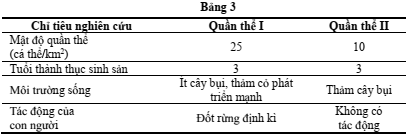 Bảng 3
Chỉ tiêu nghiên cứu Quần thể I Quần thể II
Mật độ quần thể
(cá thể/km²) 25 10
Tuổi thành thục sinh sản 3 3
Môi trường sống Ít cây bụi, thảm cỏ phát
triển mạnh Thảm cây bụi
Tác động của
con người Đốt rừng định kì Không có
tác động